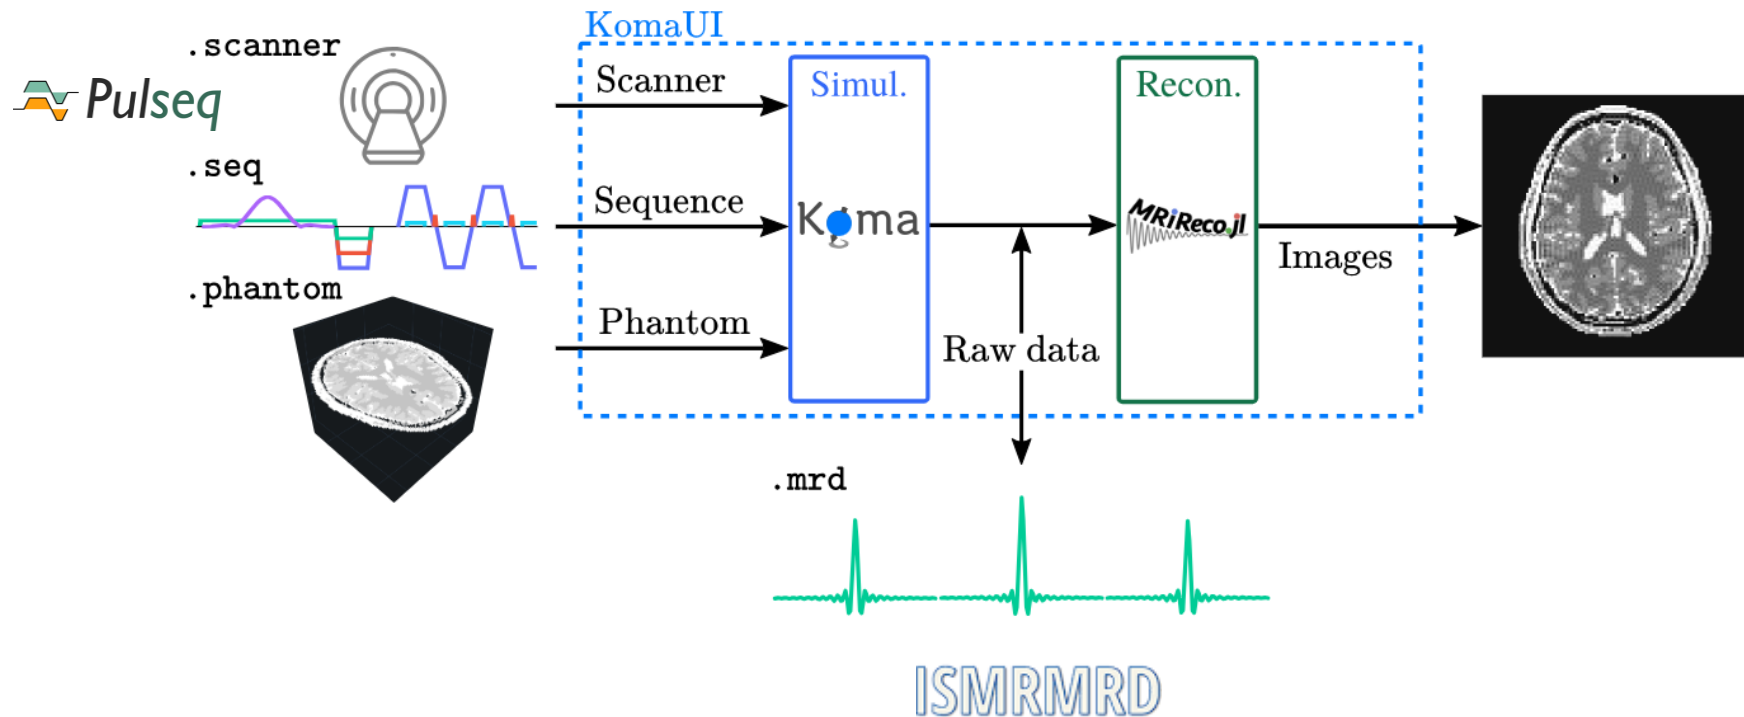 KomaUI
.scanner
Pulseq
.seq
.phantom
Scanner
Sequence
Phantom
Simul.
Koma
Recon.
MRiReco.jl
Raw data
Images
.mrd
ISMRMRD